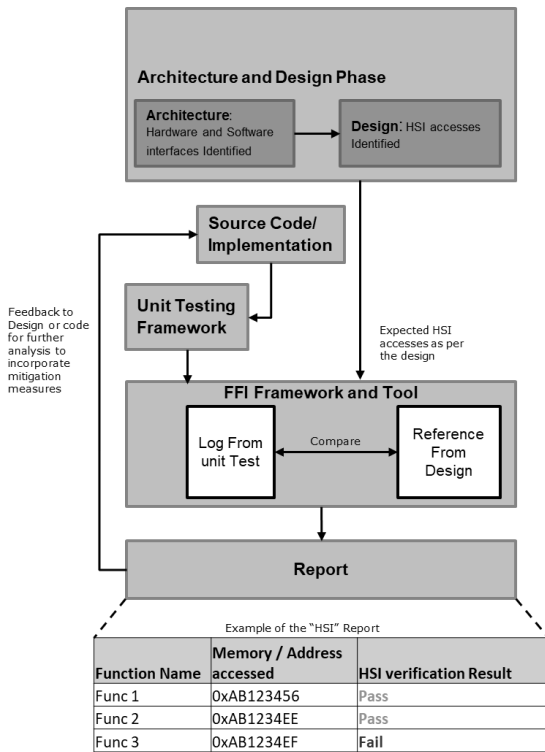 Architecture and Design Phase
Architecture:
Hardware and Software
interfaces Identified
Design: HSI accesses
Identified
Source Code/
Implementation
Unit Testing
Framework
Feedback to
Design or code
for further
analysis to
incorporate
mitigation
measures
Expected HSI
accesses as per
the design
FFI Framework and Tool
Log From
unit Test
Compare
Reference
From
Design
Report
Example of the “HSI” Report
Function Name
Memory / Address
accessed
HSI verification Result
Func 1 0xAB123456 Pass
Func 2 0xAB1234EE Pass
Func 3 0xAB1234EF Fail